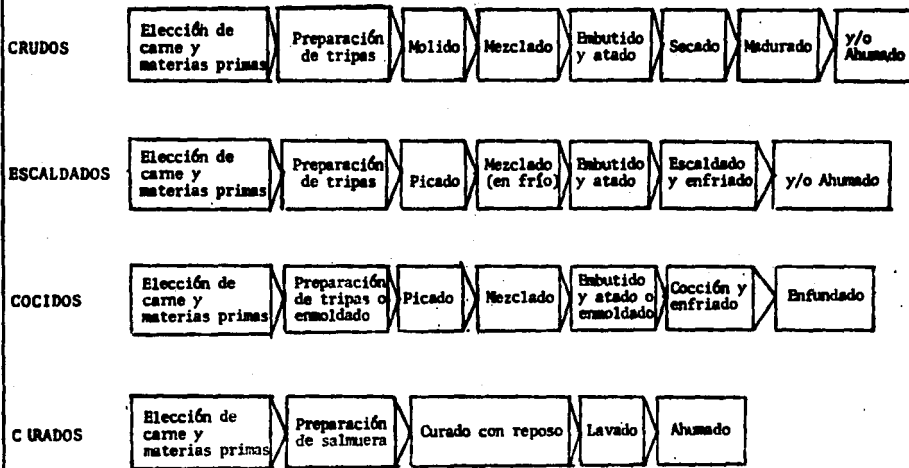 CRUDOS
Elección de
carne y
materias primas
Preparación
de tripas
Molido
Mezclado
Embutido
y atado
Secado
Madurado
y/o
Ahumado
ESCALDADOS
Elección de
carne y
materias primas
Preparación
de tripas
Picado
Mezclado
(en frío)
Embutido
y atado
Escaldado
y enfriado
y/o Ahumado
COCIDOS
Elección de
carne y
materias primas
Preparación
de tripas o
enmoldado
Picado
Mezclado
Embutido
y atado o
enmoldado
Cocción y
enfriado
Enfundado
C URADOS
Elección de
carne y
materias primas
Preparación
de salmuera
Curado con reposo
Lavado
Ahumado